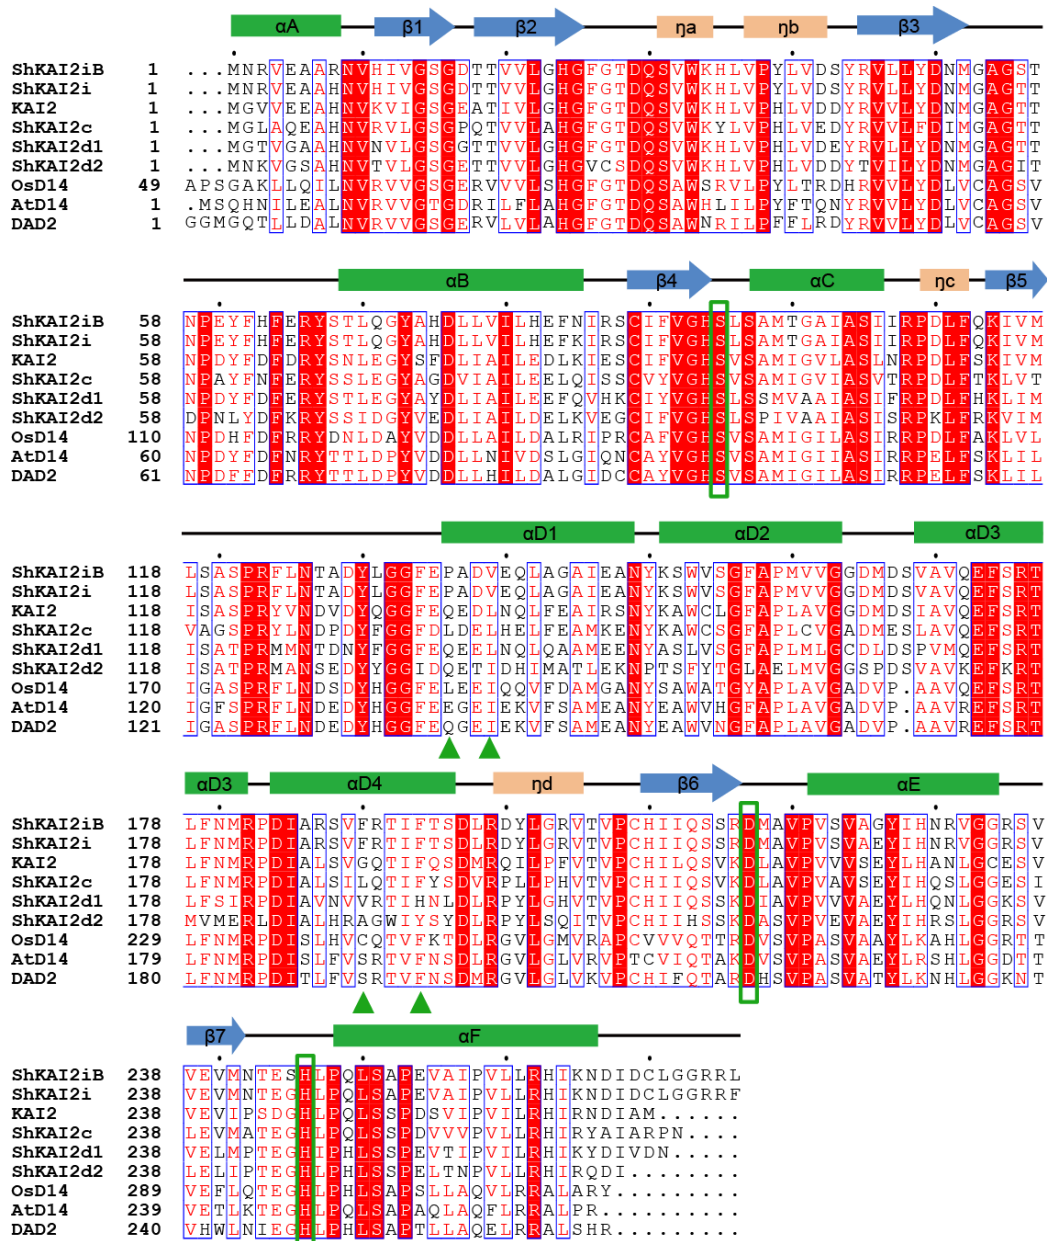 αA β1 β2 ηa ηb β3
ShKAI2iB 1 ...MNRVEAARNVHIVGSGDTTVVLGHGFGTDQSVWKHLVPYLVDSYRVLLYDNMGAGST
ShKAI2i 1 ...MNRVEAAHNVHIVGSGDTTVVLGHGFGTDQSVWKHLVPYLVDSYRVLLYDNMGAGTT
KAI2 1 ...MGVVEEAHNVKVIGSGEATIVLGHGFGTDQSVWKHLVPHLVDDYRVVLYDNMGAGTT
ShKAI2c 1 ...MGLAQEAHNVRVLGSGPQTVVLAHGFGTDQSVWKYLVPHLVEDYRVVLFDIMGAGTT
ShKAI2d1 1 ...MGTVGAAHNVNVLGSGGTTVVLGHGFGTDQSVWKHLVPHLVDEYRVVLYDNMGAGTT
ShKAI2d2 1 ...MNKVGSAHNVTVLGSGETTVVLGHGVCSDQSVWKHLVPHLVDDYTVILYDNMGAGIT
OsD14 49 APSGAKLLQILNVRVVGSGERVVVLSHGFGTDQSAWSRVLPYLTRDHRVVLYDLVCAGSV
AtD14 1 .MSQHNILEALNVRVVGTGDRILFLAHGFGTDQSAWHLILPYFTQNYRVVLYDLVCAGSV
DAD2 1 GGMGQTLLDALNVRVVGSGERVLVLAHGFGTDQSAWNRILPFFLRDYRVVLYDLVCAGSV
αB β4 αC ηc β5
ShKAI2iB 58 NPEYFHFERYSTLQGYAHDLLVILHEFNIRSCIFVGHSLSAMTGAIASIIRPDLFQKIVM
ShKAI2i 58 NPEYFHFERYSTLQGYAHDLLVILHEFKIRSCIFVGHSLSAMTGAIASIIRPDLFQKIVM
KAI2 58 NPDYFDFDRYSNLEGYSFDLIAILEDLKIESCIFVGHSVSAMIGVLASLNRPDLFSKIVM
ShKAI2c 58 NPAYFNFERYSSLEGYAGDVIAILEELQISSCVYVGHSVSAMIGVIASVTRPDLFTKLVT
ShKAI2d1 58 NPDYFDFERYSTLEGYAYDLIAILEEFQVHKCIYVGHSLSSMVAAIASIFRPDLFHKLIM
ShKAI2d2 58 DPNLYDFKRYSSIDGYVEDLIAILDELKVEGCIFVGHSLSPIVAAIASISRPKLFRKVIM
OsD14 110 NPDHFDFRRYDNLDAYVDDLLAILDALRIPRCAFVGHSVSAMIGILASIRRPDLFAKLVL
AtD14 60 NPDYFDFNRYTTLDPYVDDLLNIVDSLGIQNCAYVGHSVSAMIGIIASIRRPELFSKLIL
DAD2 61 NPDFFDFRRYTTLDPYVDDLLHILDALGIDCCAYVGHSVSAMIGILASIRRPELFSKLIL
αD1 αD2 αD3
ShKAI2iB 118 LSASPRFLNTADYLGGFEPADVEQLAGAIEANYKSWVSGFAPMVVGGDMDSVAVQEFSRT
ShKAI2i 118 LSASPRFLNTADYLGGFEPADVEQLAGAIEANYKSWVSGFAPMVVGGDMDSVAVQEFSRT
KAI2 118 ISASPRYVNDVDYQGGFEQEDLNQLFEAIRSNYKAWCLGFAPLAVGGDMDSIAVQEFSRT
ShKAI2c 118 VAGSPRYLNDPDYFGGFDLDELHELFEAMKENYKAWCSGFAPLCVGADMESLAVQEFSRT
ShKAI2d1 118 ISATPRMMNTDNYFGGFEQEELNQLQAAMEENYASLVSGFAPLMLGCDLDSPVMQEFSRT
ShKAI2d2 118 ISATPRMANSEDYYGGIDQETIDHIMATLEKNPTSFYTGLAELMVGGSPDSVAVKEFKRT
OsD14 170 IGASPRFLNDSDYHGGFELEEIQQVFDAMGANYSAWATGYAPLAVGADVP.AAVQEFSRT
AtD14 120 IGFSPRFLNDEDYHGGFEEGEIEKVFSAMEANYEAWVHGFAPLAVGADVP.AAVREFSRT
DAD2 121 IGASPRFLNDEDYHGGFEQGEIEKVFSAMEANYEAWVNGFAPLAVGADVP.AAVREFSRT
αD3 αD4 ηd β6 αE
ShKAI2iB 178 LFNMRPDIARSVFRTIFTSDLRDYLGRVTVPCHIIQSSRDMAVPVSVAGYIHNRVGGRSV
ShKAI2i 178 LFNMRPDIARSVFRTIFTSDLRDYLGRVTVPCHIIQSSRDMAVPVSVAEYIHNRVGGRSV
KAI2 178 LFNMRPDIALSVGQTIFQSDMRQILPFVTVPCHILQSVKDLAVPVVVSEYLHANLGCESV
ShKAI2c 178 LFNMRPDIALSILQTIFYSDVRPLLPHVTVPCHIIQSVKDLAVPVAVSEYIHQSLGGESI
ShKAI2d1 178 LFSIRPDIAVNVVRTIHNLDLRPYLGHVTVPCHIIQSSKDLAVPVVVAEYIHRNLGGKSV
ShKAI2d2 178 MVMERLDIALHRAGWIYSYDLRPYLSQITVPCHIIHSSKDASVPVEVAEYIHRSLGGRSV
OsD14 229 LFNMRPDISLHVCQTVFKTDLRGVLGMVRAPCVVVQTTRDVSVPASVAAYLKAHLGGRTT
AtD14 179 LFNMRPDISLFVSRTVFNSDLRGVLGLVRVPTCVIQTAKDVSVPASVAEYLRSHLGGDTT
DAD2 180 LFNMRPDITLFVSRTVFNSDMRGVLGLVKVPCHIFQTARDHSVPASVATYLKNHLGGKNT
β7 αF
ShKAI2iB 238 VEVMNTESHLPQLSAPEVAIPVLLRHIKNDIDCLGGRRL
ShKAI2i 238 VEVMNTEGHLPQLSAPEVAIPVLLRHIKNDIDCLGGRRF
KAI2 238 VEVIPSDGHLPQLSSPDSVIPVILRHIRNDIAM......
ShKAI2c 238 LEVMATEGHLPQLSSPDVVVPVLLRHIRYAIARPN....
ShKAI2d1 238 VELMPTEGHIPHLSSPEVTIPVILRHIKYDIVDN.....
ShKAI2d2 238 LELIPTEGHLPHLSSPELTNPVLLRHIRQDI........
OsD14 289 VEFLQTEGHLPHLSAPSLLAQVLRRALARY.........
AtD14 239 VETLKTEGHLPQLSAPAQLAQFLRRALPR..........
DAD2 240 VHWLNIEGHLPHLSAPTLLAQELRRALSHR.........